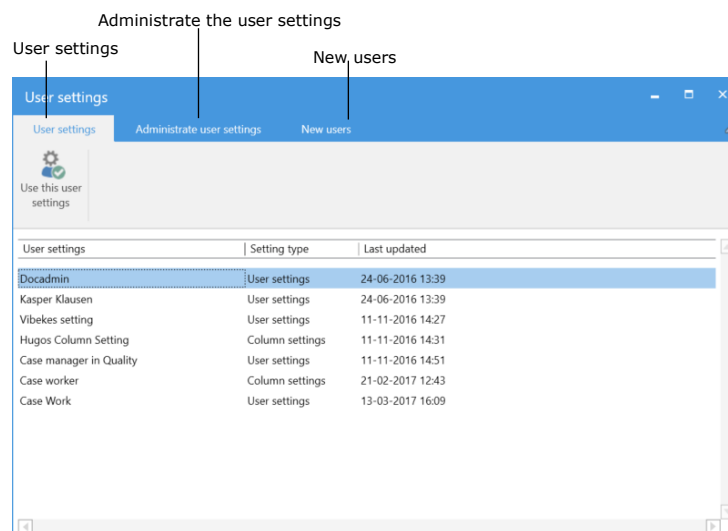 Administrate the user settings
User settings
New users
User settings
User settings Administrate user settings New users
Use this user
settings
User settings Setting type Last updated
Docadmin User settings 24-06-2016 13:39
Kasper Klausen User settings 24-06-2016 13:39
Vibekes setting User settings 11-11-2016 14:27
Hugos Column Setting Column settings 11-11-2016 14:31
Case manager in Quality User settings 11-11-2016 14:51
Case worker Column settings 21-02-2017 12:43
Case Work User settings 13-03-2017 16:09